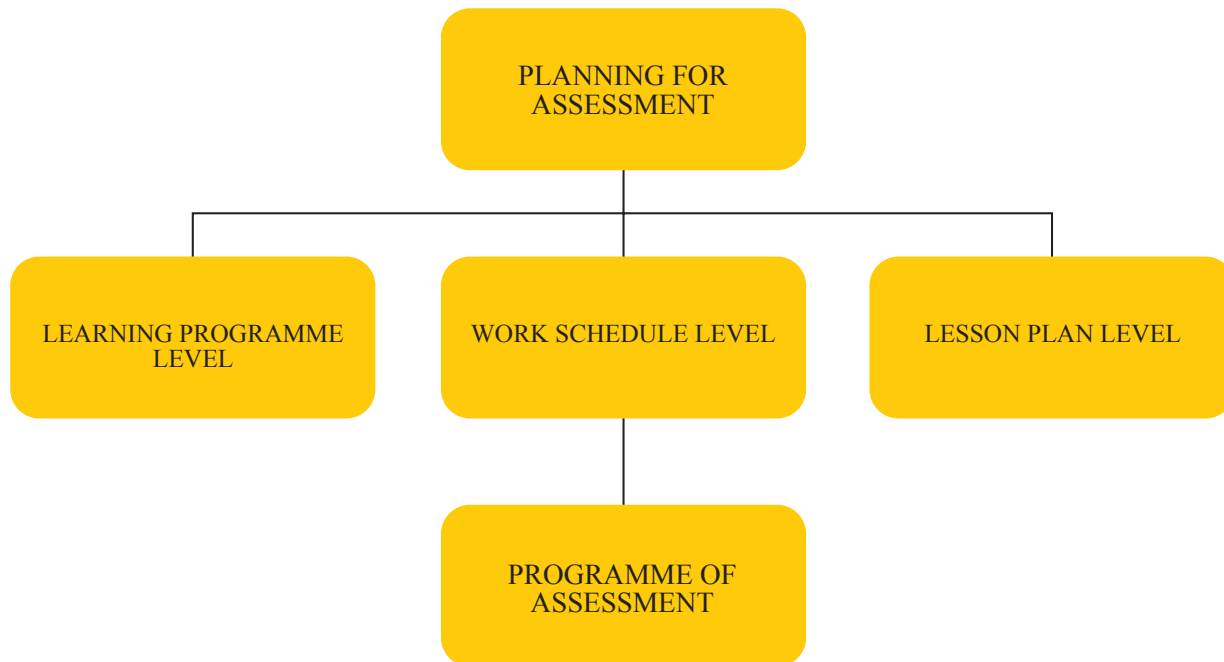 PLANNING FOR
ASSESSMENT
LEARNING PROGRAMME
LEVEL
WORK SCHEDULE LEVEL
LESSON PLAN LEVEL
PROGRAMME OF
ASSESSMENT